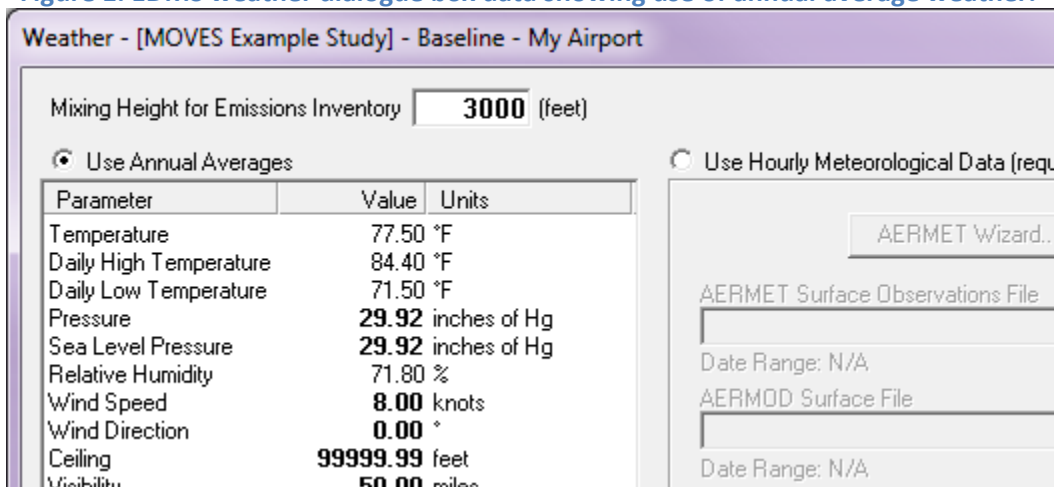 Weather - [MOVES Example Study] - Baseline - My Airport
Mixing Height for Emissions Inventory 3000 (feet)
Use Annual Averages
Use Hourly Meteorological Data (requ
Parameter Value Units
Temperature 77.50 °F
Daily High Temperature 84.40 °F
Daily Low Temperature 71.50 °F
Pressure 29.92 inches of Hg
Sea Level Pressure 29.92 inches of Hg
Relative Humidity 71.80 %
Wind Speed 8.00 knots
Wind Direction 0.00 °
Ceiling 99999.99 feet
Visibility 50.00 miles
AERMET Wizard..
AERMET Surface Observations File
Date Range: N/A
AERMOD Surface File
Date Range: N/A